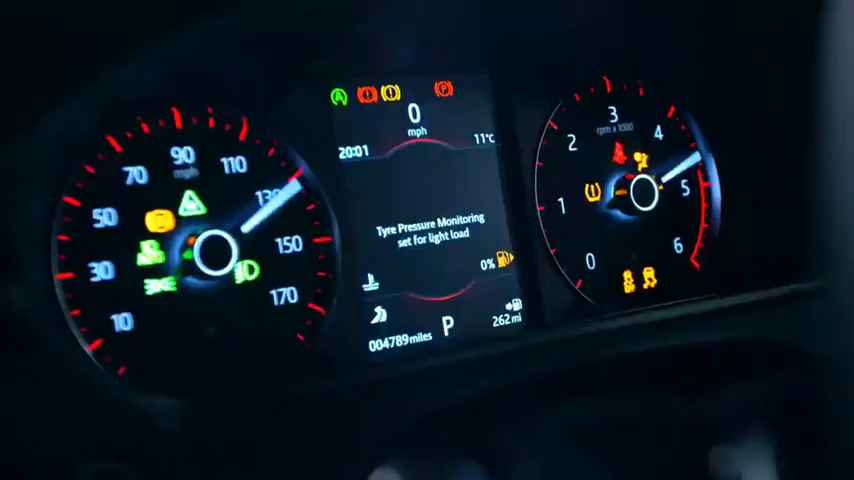 10
30
50
70
90
110
130
150
170
mph
0
mph
20:01
11°C
Tyre Pressure Monitoring
set for light load
0%
004789 miles
P
262 mi
0
1
2
3
4
5
6
rpm x 1000
A
P
AUTO